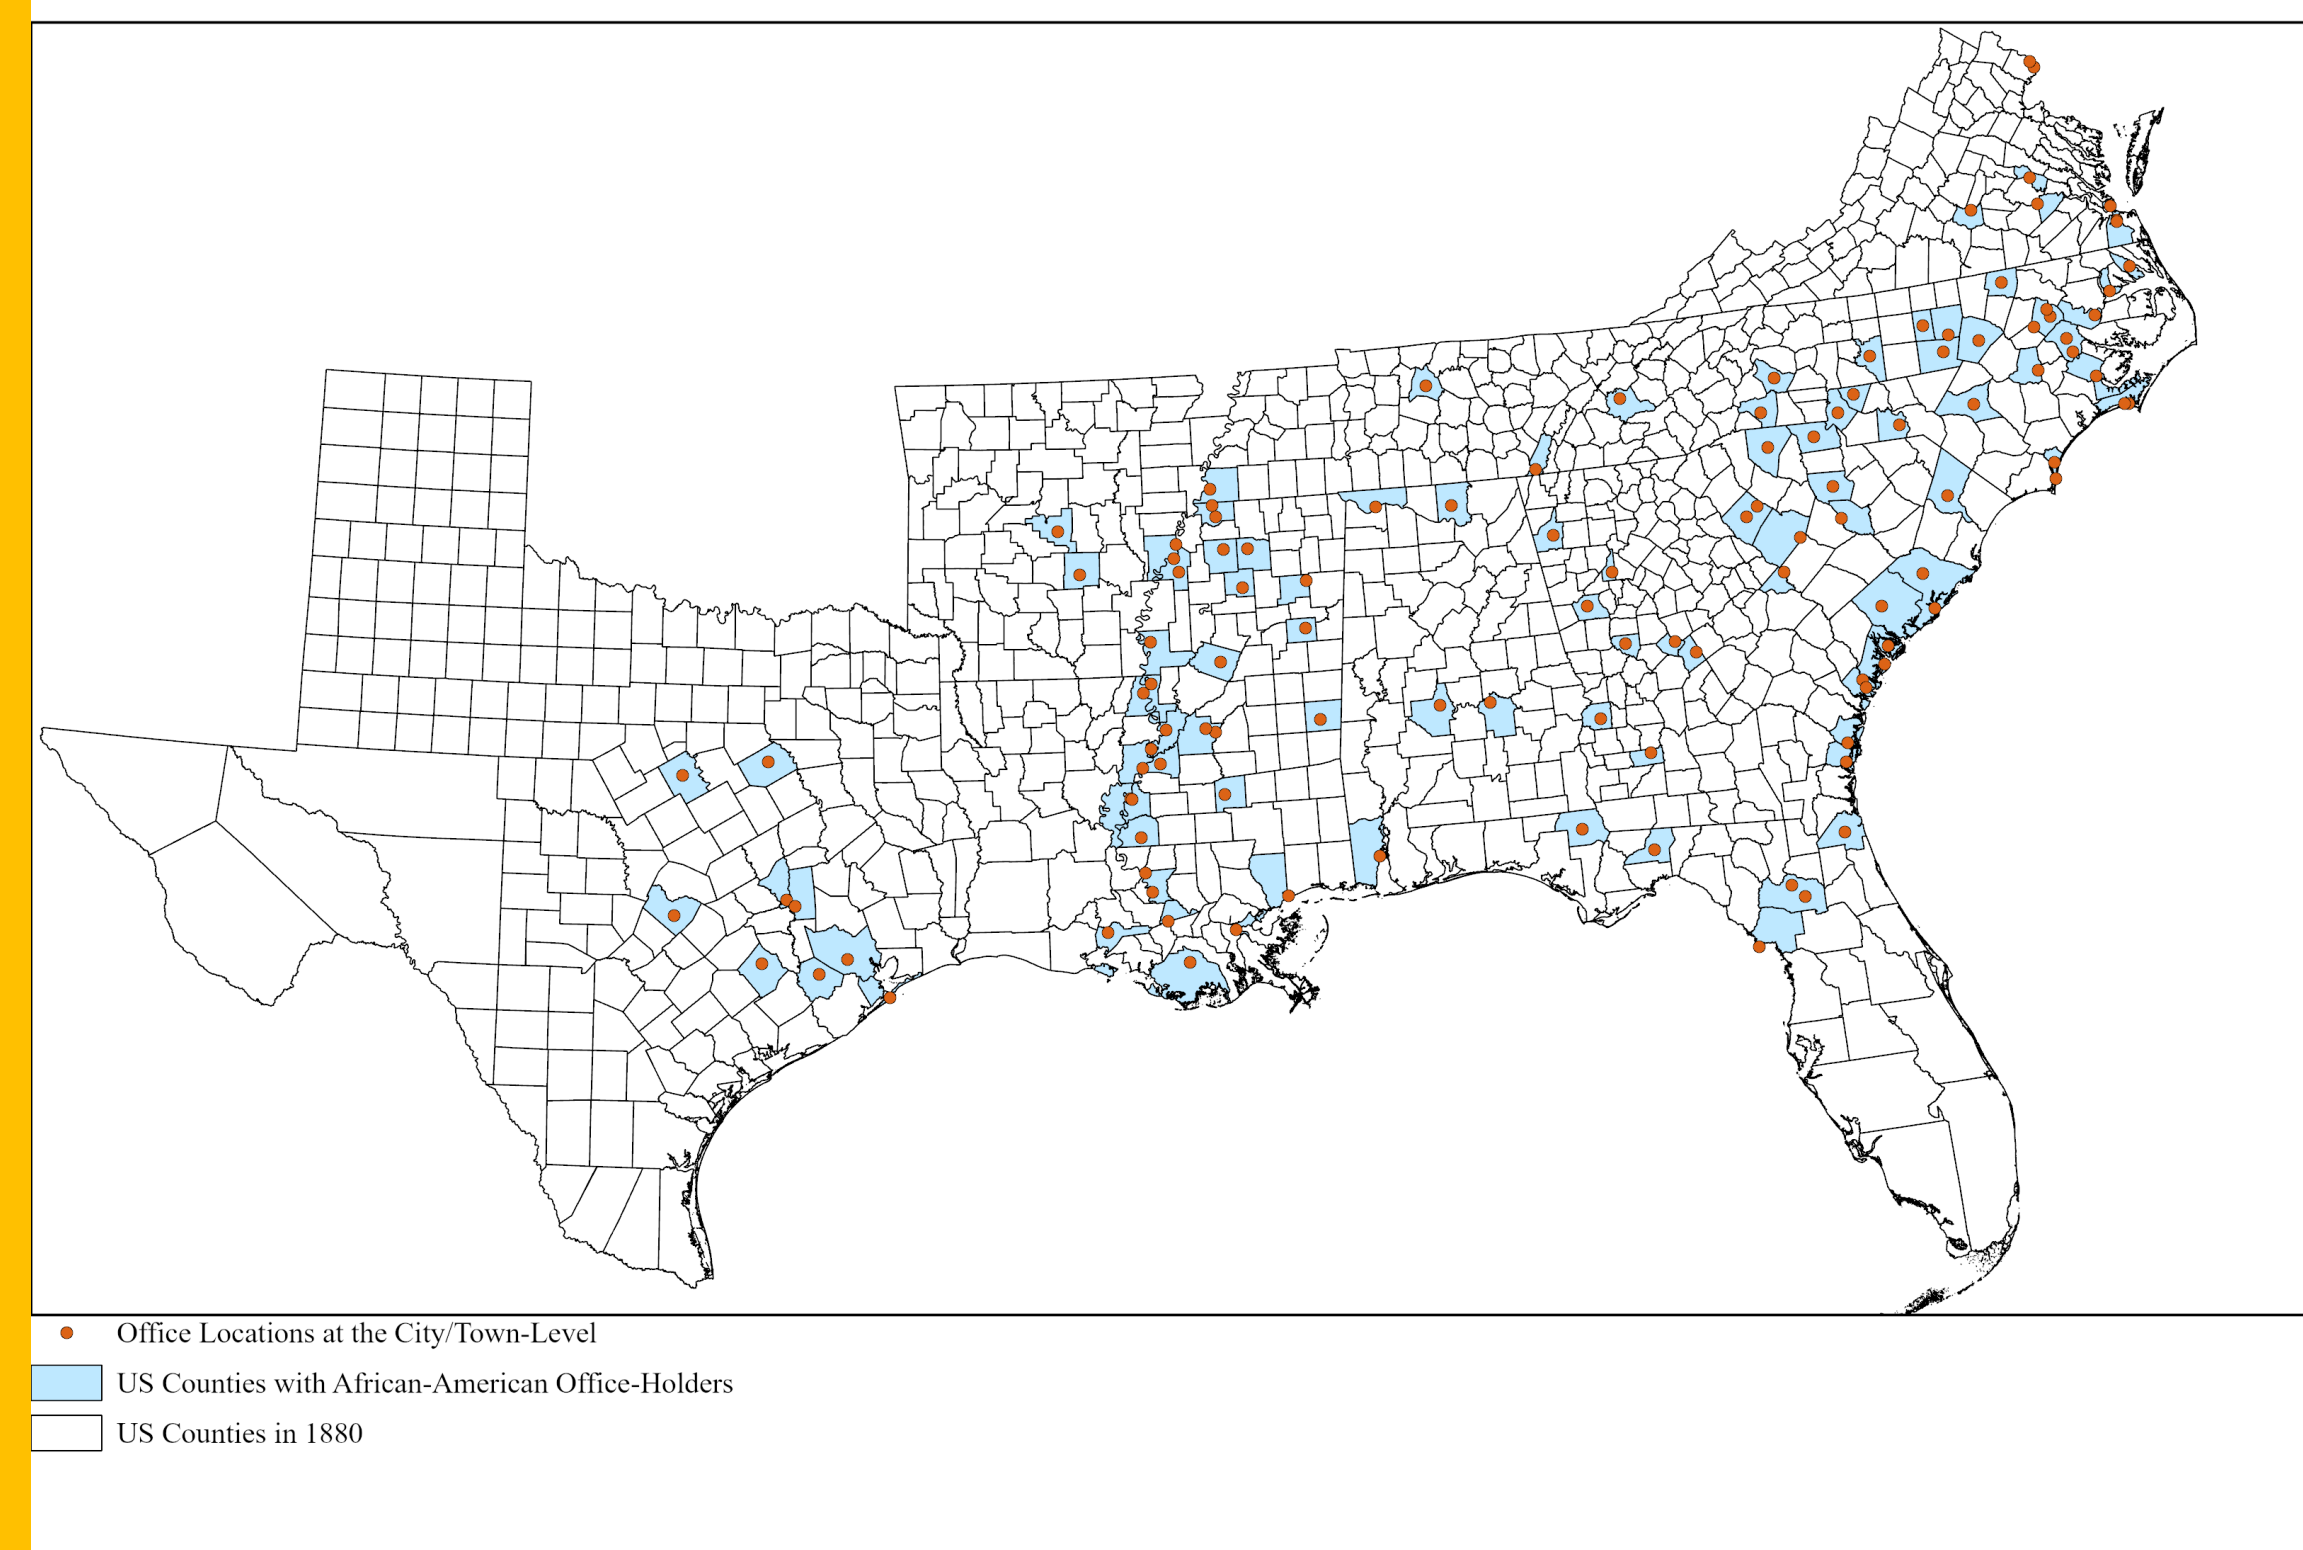 Office Locations at the City/Town-Level
US Counties with African-American Office-Holders
US Counties in 1880